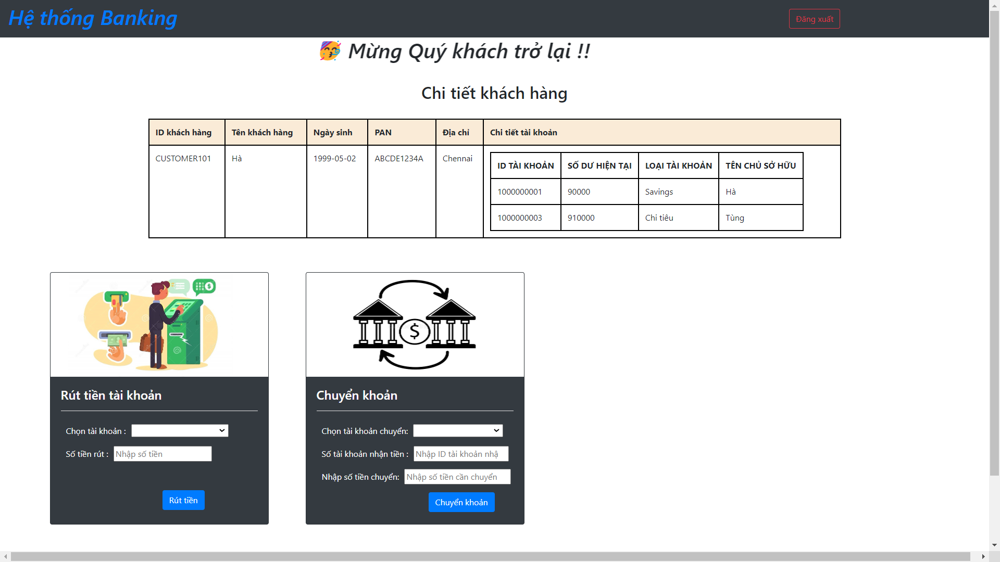 Hệ thống Banking
Đăng xuất
🥳 Mừng Quý khách trở lại !!
Chi tiết khách hàng
ID khách hàng Tên khách hàng Ngày sinh PAN Địa chỉ Chi tiết tài khoản
CUSTOMER101 Hà 1999-05-02 ABCDE1234A Chennai
ID TÀI KHOẢN SỐ DƯ HIỆN TẠI LOẠI TÀI KHOẢN TÊN CHỦ SỞ HỮU
1000000001 90000 Savings Hà
1000000003 910000 Chi tiêu Tùng
Rút tiền tài khoản
Chọn tài khoản :
Số tiền rút : Nhập số tiền
Rút tiền
Chuyển khoản
Chọn tài khoản chuyển:
Số tài khoản nhận tiền : Nhập ID tài khoản nhậ
Nhập số tiền chuyển: Nhập số tiền cần chuyển
Chuyển khoản